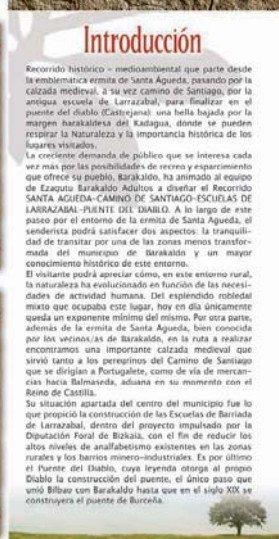 Introducción
Recorrido histórico - medioambiental que parte desde
la emblemática ermita de Santa Águeda, pasando por la
calzada medieval, a su vez camino de Santiago, por la
antigua escuela de Larrazabal, para finalizar en el
puente del diablo (Castrejana): una bella bajada por la
margen barakaldesa del Kadagua, dónde se pueden
respirar la Naturaleza y la importancia histórica de los
lugares visitados.
La creciente demanda de público que se interesa cada
vez más por las posibilidades de recreo y esparcimiento
que ofrece su pueblo, Barakaldo, ha animado al equipo
de Ezagutu Barakaldo Adultos a diseñar el Recorrido
SANTA AGUEDA-CAMINO DE SANTIAGO-ESCUELAS DE
LARRAZABAL-PUENTE DEL DIABLO. A lo largo de este
paseo por el entorno de la ermita de Santa Agueda, el
senderista podrá satisfacer dos aspectos: la tranquili-
dad de transitar por una de las zonas menos transfor-
mada del municipio de Barakaldo y un mayor
conocimiento histórico de este entorno.
El visitante podrá apreciar cómo, en este entorno rural,
la naturaleza ha evolucionado en función de las necesi-
dades de actividad humana. Del espléndido robledal
mixto que ocupaba este lugar, hoy en día únicamente
queda un exponente mínimo del mismo. Por otra parte,
además de la ermita de Santa Agueda, bien conocida
por los vecinos/as de Barakaldo, en la ruta a realizar
encontramos una importante calzada medieval que
sirvió tanto a los peregrinos del Camino de Santiago
que se dirigían a Portugalete, como de vía de mercan-
cias hacia Balmaseda, aduana en su momento con el
Reino de Castilla.
Su situación apartada del centro del municipio fue lo
que propició la construcción de las Escuelas de Barriada
de Larrazabal, dentro del proyecto impulsado por la
Diputación Foral de Bizkaia, con el fin de reducir los
altos niveles de analfabetismo existentes en las zonas
rurales y los barrios minero-industriales. Es por último
el Puente del Diablo, cuya leyenda otorga al propio
Diablo la construcción del puente, el único paso que
unió Bilbao con Barakaldo hasta que en el siglo XIX se
construyera el puente de Burceña.